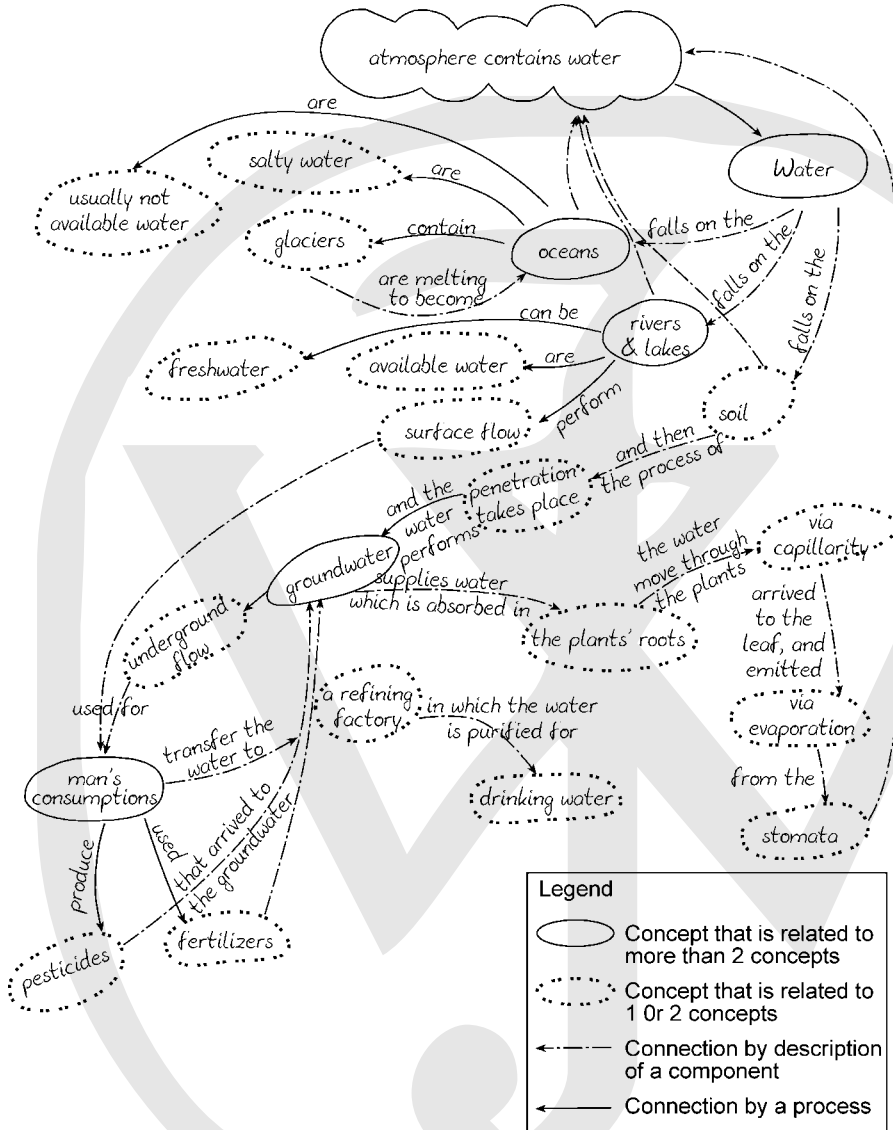 atmosphere contains water
are
salty water
Water
usually not
available water
are
glaciers
contain
oceans
falls on the
are melting
to become
falls on the
falls on the
can be
rivers
& lakes
freshwater
available water
are
perform
surface flow
soil
and then
the process of
penetration
takes place
and the
water
performs
groundwater
supplies water
which is absorbed in
the water
move through
the plants
via
capillarity
the plants' roots
arrived
to the
leaf, and
emitted
underground
flow
used for
a refining
factory
in which the water
is purified for
via
evaporation
transfer the
water to
man's
consumptions
drinking water
from the
stomata
produce
used
that arrived to
the groundwater
pesticides
fertilizers
Legend
Concept that is related to
more than 2 concepts
Concept that is related to
1 0r 2 concepts
Connection by description
of a component
Connection by a process